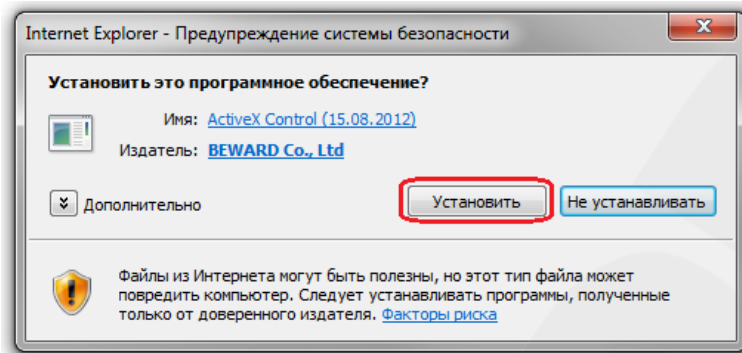 Internet Explorer - Предупреждение системы безопасности
Установить это программное обеспечение?
Имя: ActiveX Control (15.08.2012)
Издатель: BEWARD Co., Ltd
Дополнительно
Установить
Не устанавливать
Файлы из Интернета могут быть полезны, но этот тип файла может
повредить компьютер. Следует устанавливать программы, полученные
только от доверенного издателя. Факторы риска